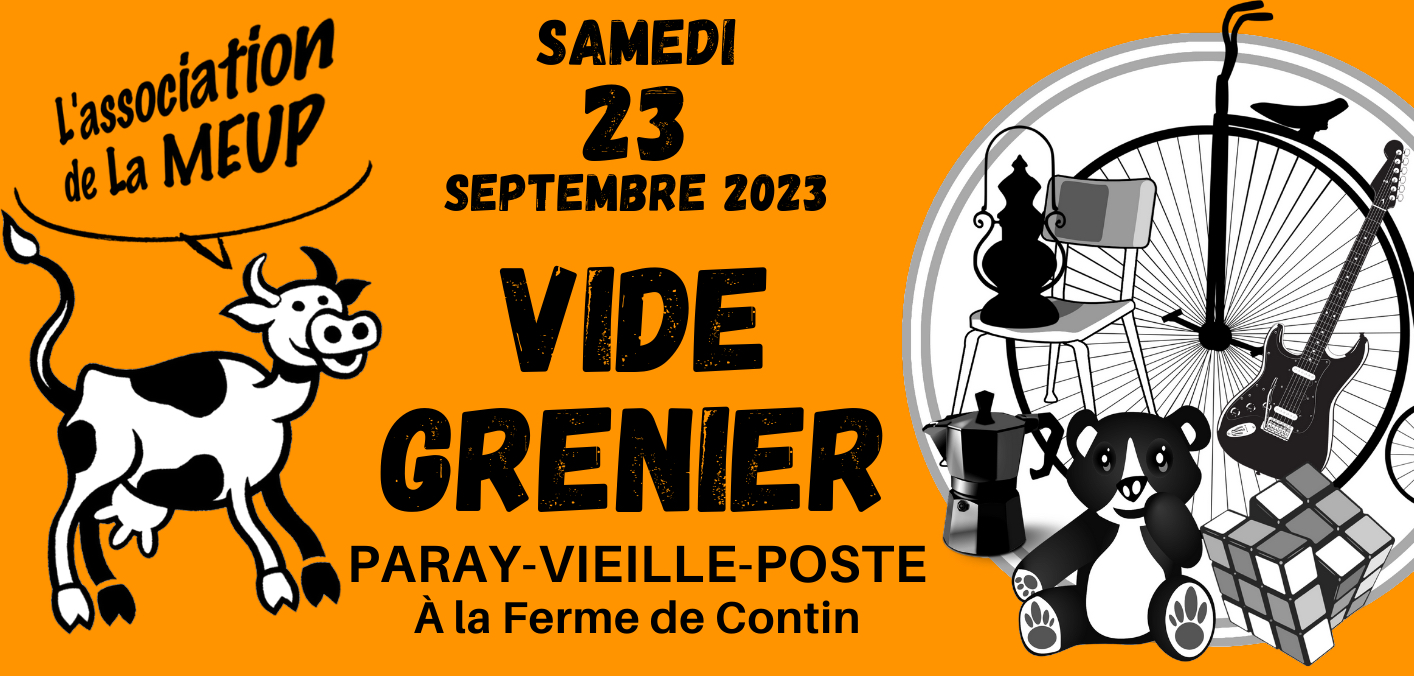 L'association
de La MEUP
SAMEDI
23
SEPTEMBRE 2023
VIDE
GRENIER
PARAY-VIEILLE-POSTE
À la Ferme de Contin